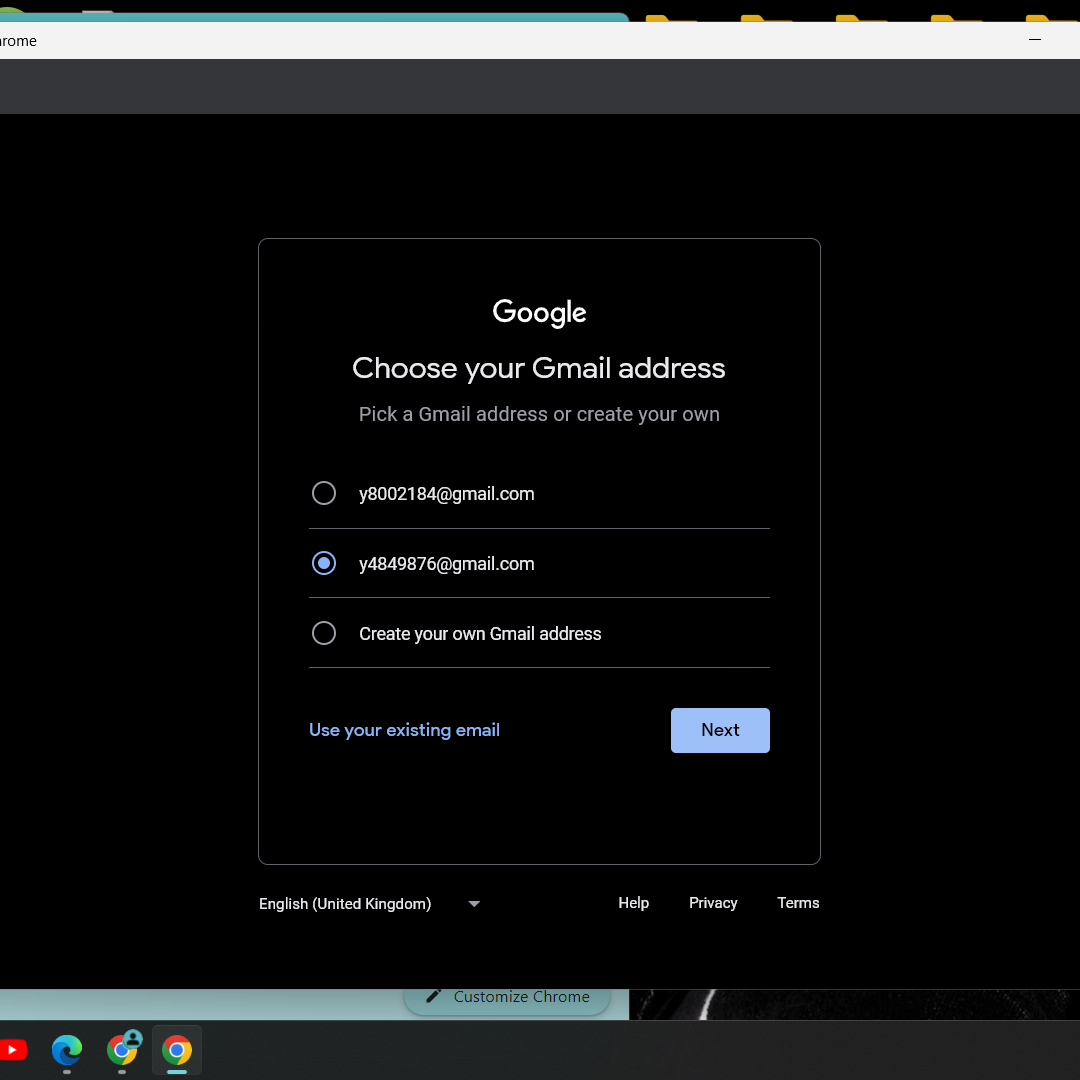 Google
Choose your Gmail address
Pick a Gmail address or create your own
y8002184@gmail.com
y4849876@gmail.com
Create your own Gmail address
Use your existing email
Next
English (United Kingdom)
Help
Privacy
Terms
Customize Chrome